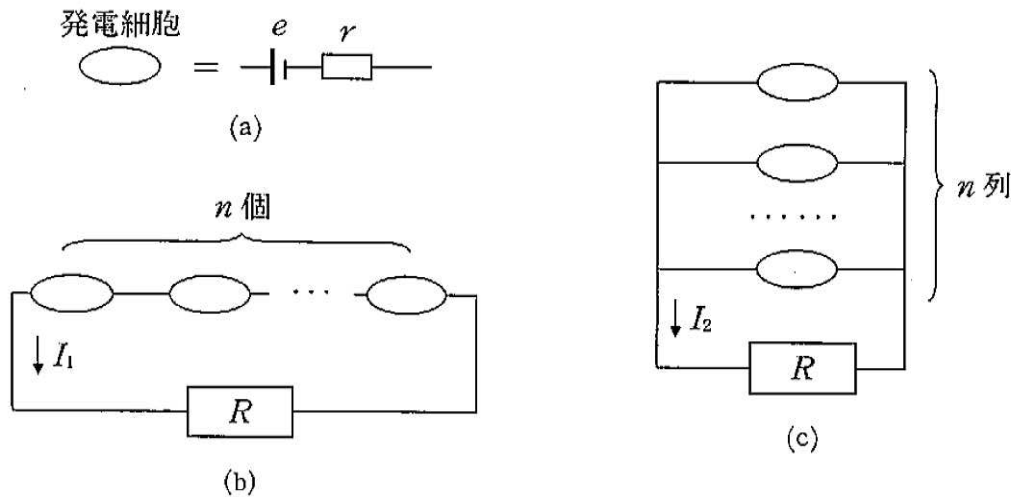 発電細胞
=
e
r
(a)
n 個
...
I₁
R
(b)
......
n 列
I₂
R
(c)